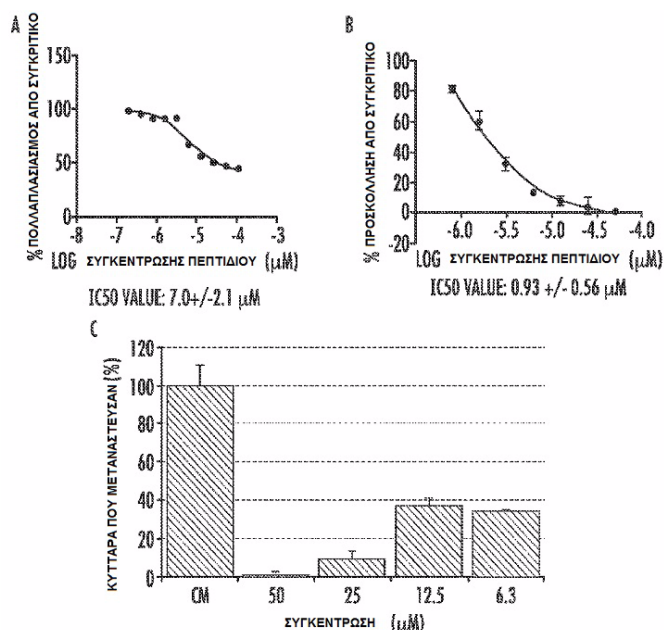 A
% ΠΟΛΛΑΠΛΑΣΙΑΣΜΟΣ ΑΠΟ ΣΥΓΚΡΙΤΙΚΟ
150
100
50
0
-8 -7 -6 -5 -4 -3
LOG ΣΥΓΚΕΝΤΡΩΣΗΣ ΠΕΠΤΙΔΙΟΥ (μM)
IC50 VALUE: 7.0+/-2.1 μM
B
% ΠΡΟΣΚΟΛΛΗΣΗ ΑΠΟ ΣΥΓΚΡΙΤΙΚΟ
100
80
60
40
20
0
-20
-6.0 -5.5 -5.0 -4.5 -4.0
LOG ΣΥΓΚΕΝΤΡΩΣΗΣ ΠΕΠΤΙΔΙΟΥ (μM)
IC50 VALUE: 0.93 +/- 0.56 μM
C
ΚΥΤΤΑΡΑ ΠΟΥ ΜΕΤΑΝΑΣΤΕΥΣΑΝ (%)
120
100
80
60
40
20
0
CM 50 25 12.5 6.3
ΣΥΓΚΕΝΤΡΩΣΗ (μM)